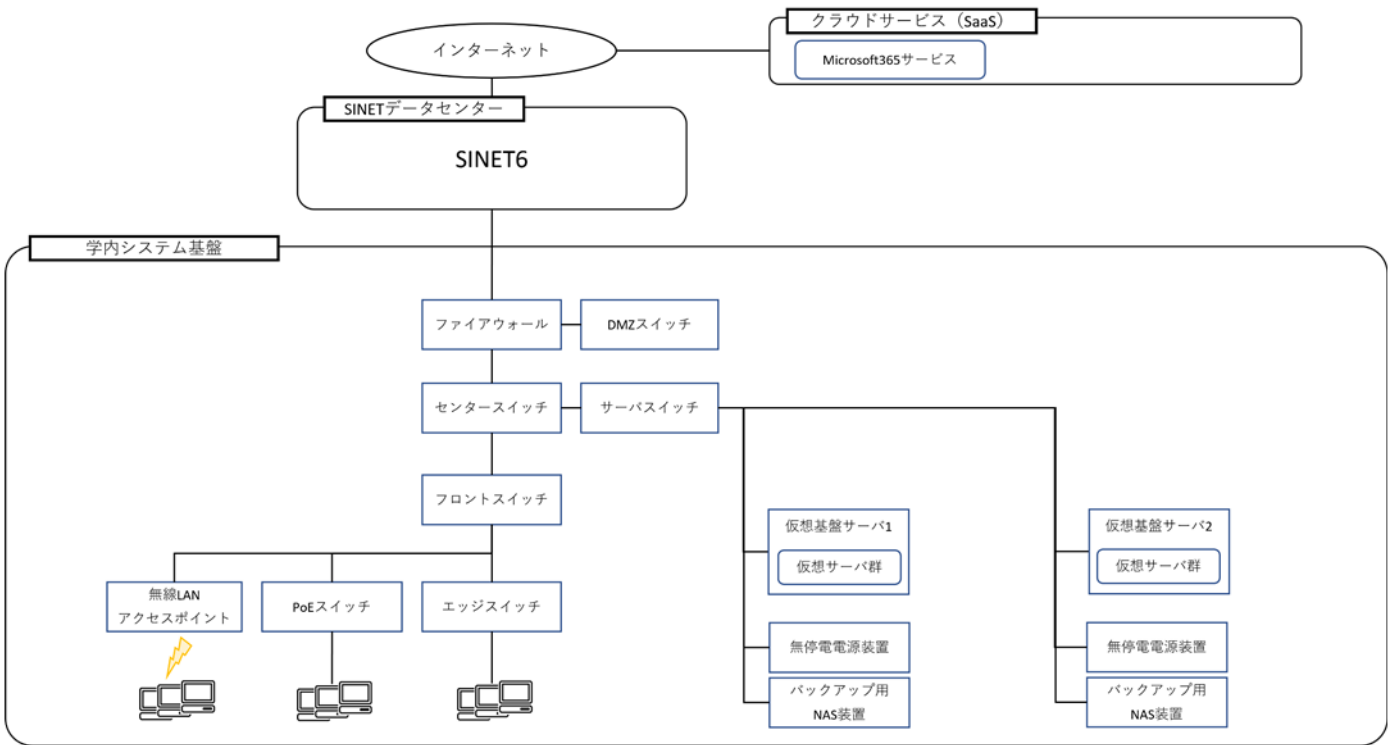 クラウドサービス（SaaS）
インターネット
Microsoft365サービス
SINETデータセンター
SINET6
学内システム基盤
ファイアウォール
DMZスイッチ
センタースイッチ
サーバスイッチ
フロントスイッチ
仮想基盤サーバ1
仮想サーバ群
仮想基盤サーバ2
仮想サーバ群
無線LAN
アクセスポイント
PoEスイッチ
エッジスイッチ
無停電電源装置
無停電電源装置
バックアップ用
NAS装置
バックアップ用
NAS装置